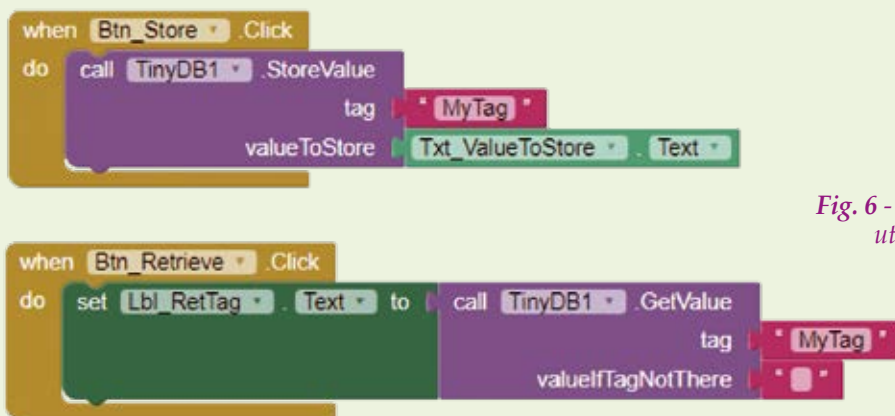 when Btn_Store .Click
do call TinyDB1 .StoreValue
tag " MyTag "
valueToStore Txt_ValueToStore . Text
Fig. 6 -
when Btn_Retrieve .Click
do set Lbl_RetTag . Text to call TinyDB1 .GetValue
tag " MyTag "
valueIfTagNotThere " "